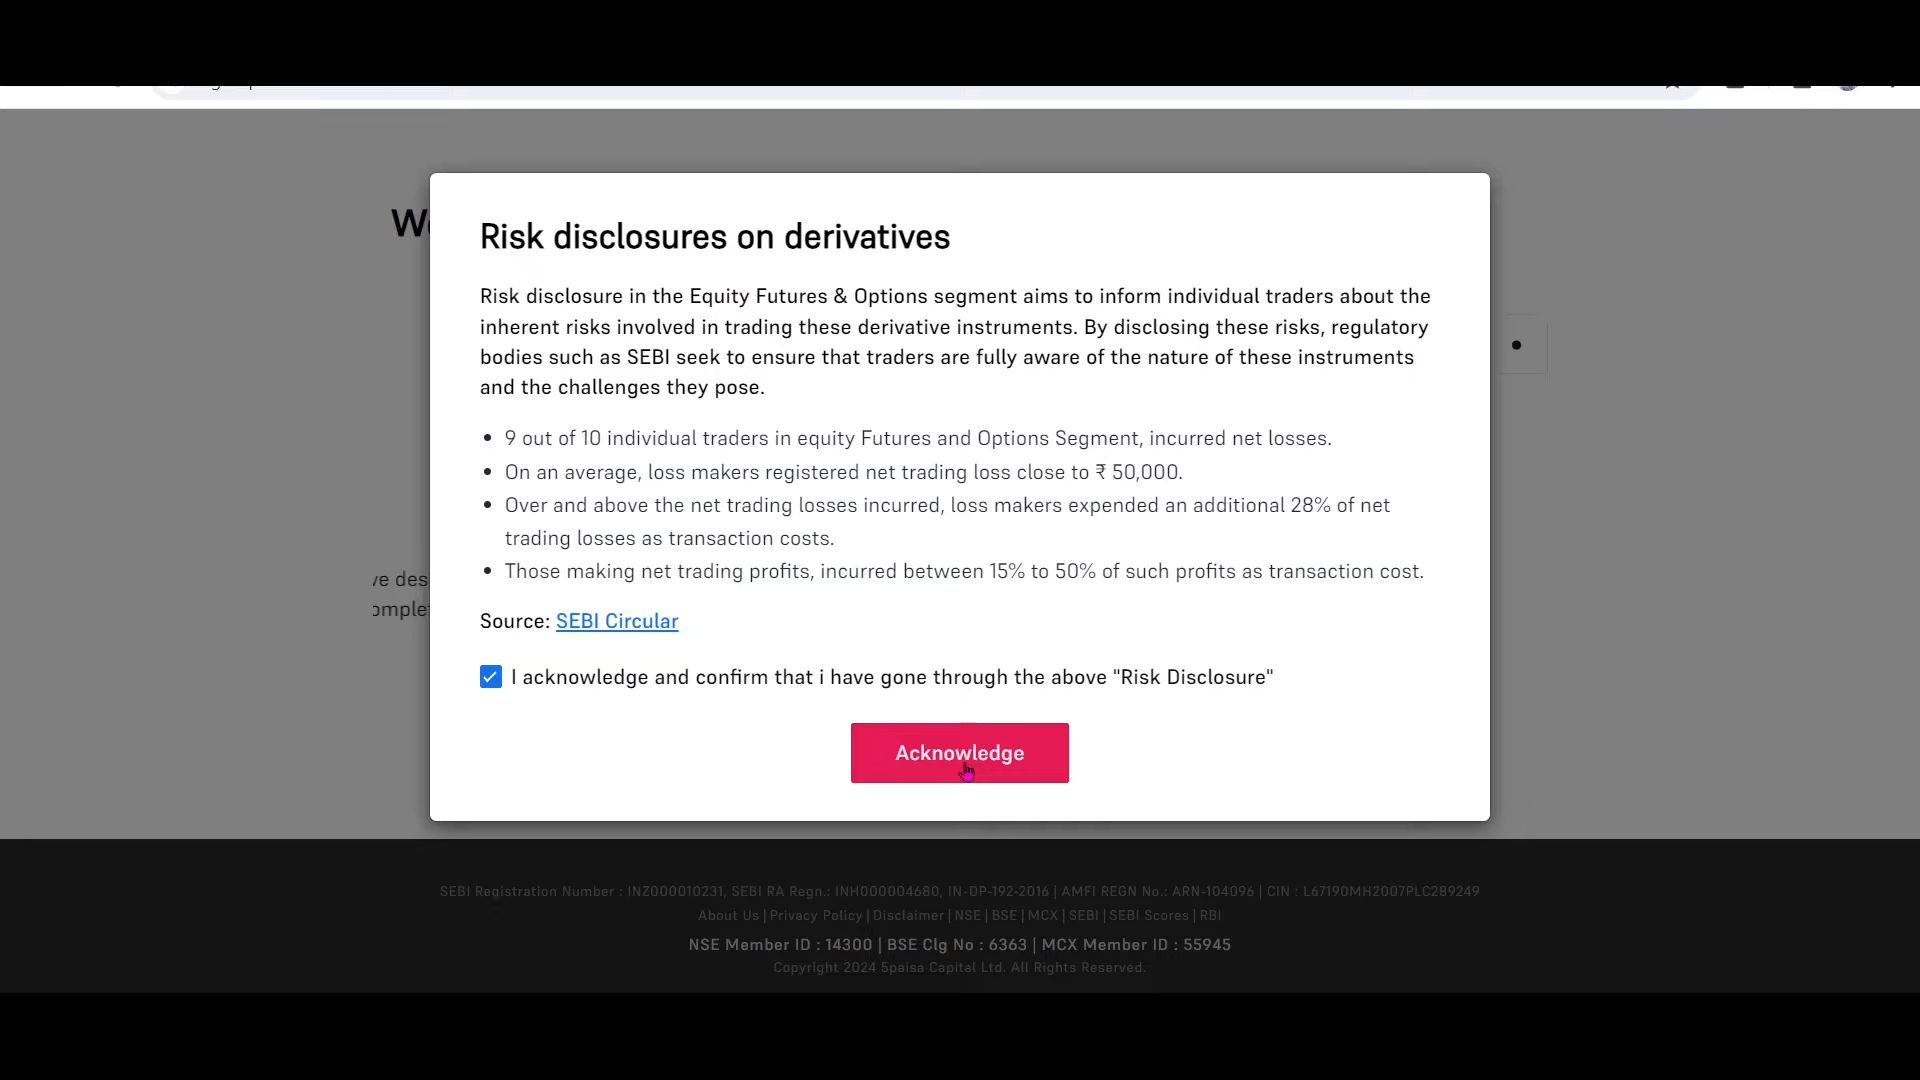 We
Risk disclosures on derivatives
Risk disclosure in the Equity Futures & Options segment aims to inform individual traders about the
inherent risks involved in trading these derivative instruments. By disclosing these risks, regulatory
bodies such as SEBI seek to ensure that traders are fully aware of the nature of these instruments
and the challenges they pose.
• 9 out of 10 individual traders in equity Futures and Options Segment, incurred net losses.
• On an average, loss makers registered net trading loss close to ₹ 50,000.
• Over and above the net trading losses incurred, loss makers expended an additional 28% of net
trading losses as transaction costs.
• Those making net trading profits, incurred between 15% to 50% of such profits as transaction cost.
ve des
omple
Source: SEBI Circular
I acknowledge and confirm that i have gone through the above "Risk Disclosure"
Acknowledge
SEBI Registration Number : INZ000010231, SEBI RA Regn.: INH000004680, IN-DP-192-2016 | AMFI REGN No.: ARN-104096 | CIN : L67190MH2007PLC289249
About Us | Privacy Policy | Disclaimer | NSE | BSE | MCX | SEBI | SEBI Scores | RBI
NSE Member ID : 14300 | BSE Clg No : 6363 | MCX Member ID : 55945
Copyright 2024 5paisa Capital Ltd. All Rights Reserved.